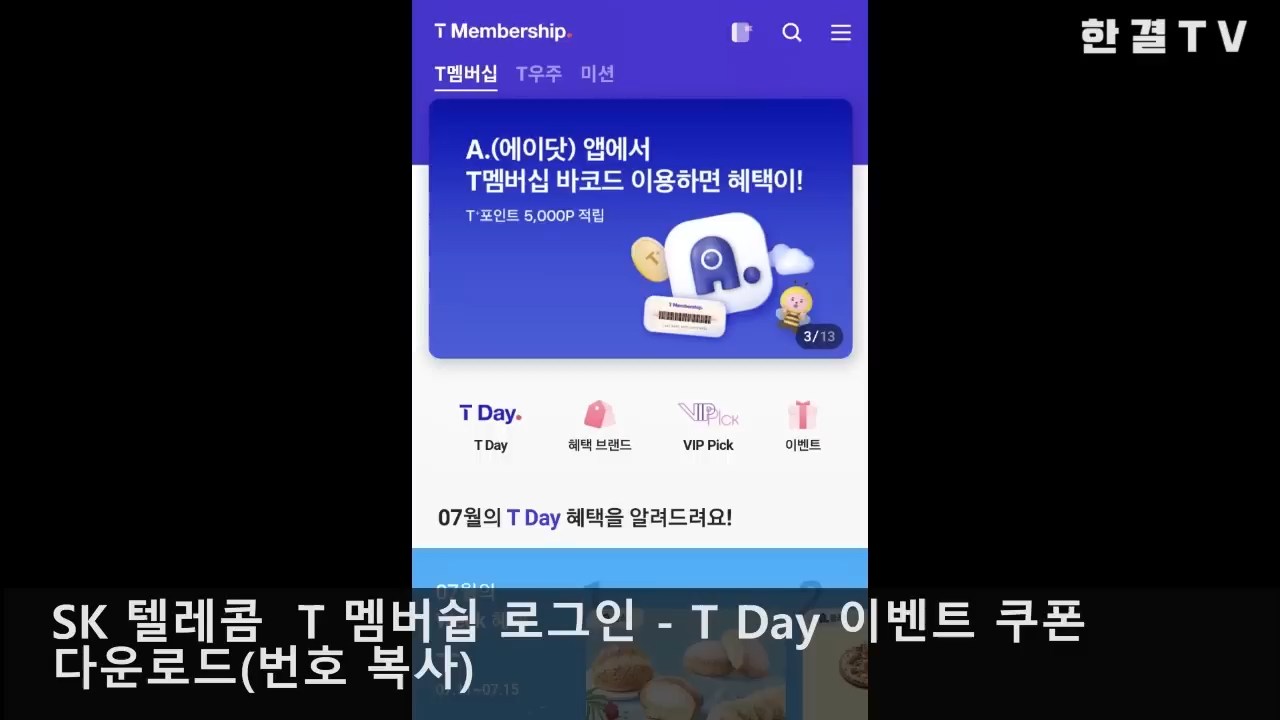 T Membership.
한결TV
T멤버십 T우주 미션
A.(에이닷) 앱에서
T멤버십 바코드 이용하면 혜택이!
T포인트 5,000P 적립
T Membership.
3/13
T Day.
VIP PICK
T Day 혜택 브랜드 VIP Pick 이벤트
07월의 T Day 혜택을 알려드려요!
07월의
SK 텔레콤 T 멤버쉽 로그인 - T Day 이벤트 쿠폰
다운로드(번호 복사)